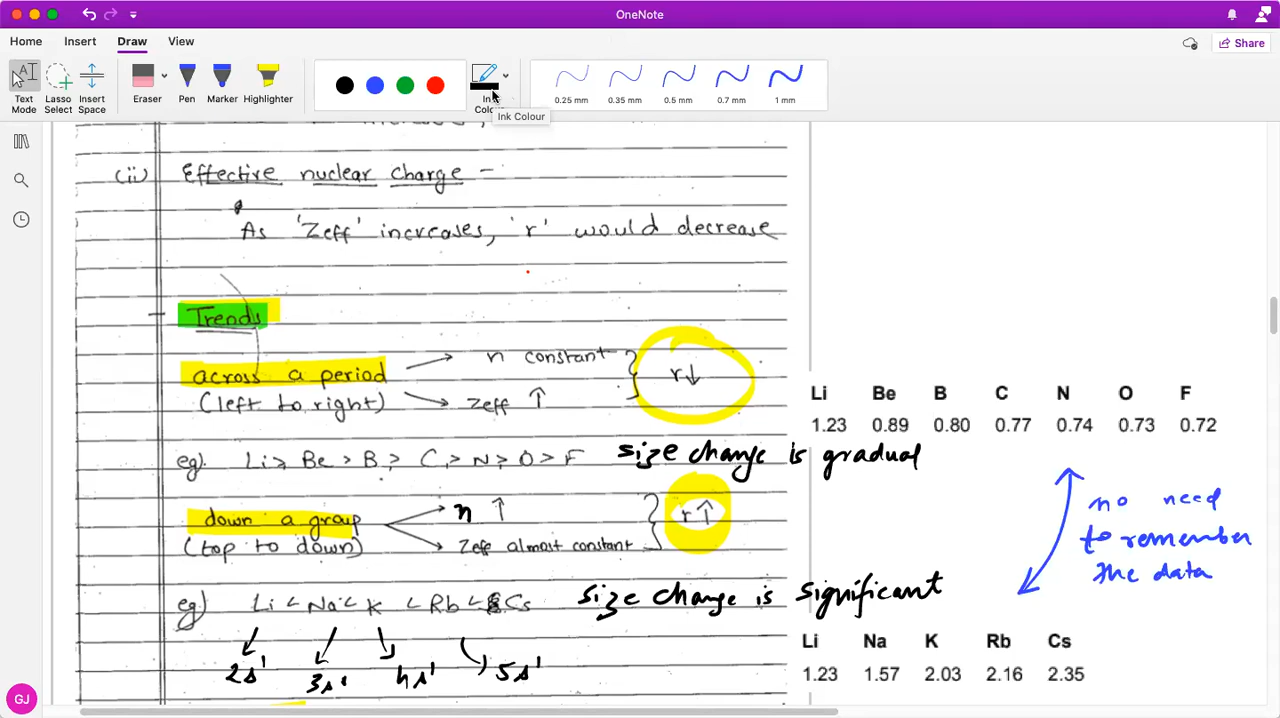 OneNote
Home Insert Draw View
Share
Text Mode
Lasso Select
Insert Space
Eraser
Pen
Marker
Highlighter
Ink Colour
0.25 mm 0.35 mm 0.5 mm 0.7 mm 1 mm
Ink Colour
(ii) Effective nuclear charge -
As 'Zeff' increases, 'r' would decrease
Trends
across a period → n constant } r↓
(left to right) → Zeff ↑
Li Be B C N O F
1.23 0.89 0.80 0.77 0.74 0.73 0.72
eg). Li > Be > B > C > N > O > F size change is gradual
down a group → n ↑ } r↑
(top to down) → Zeff almost constant
no need
to remember
the data
eg) Li < Na < K < Rb < Cs size change is significant
2s¹ 3s¹ 4s¹ 5s¹
Li Na K Rb Cs
1.23 1.57 2.03 2.16 2.35
GJ